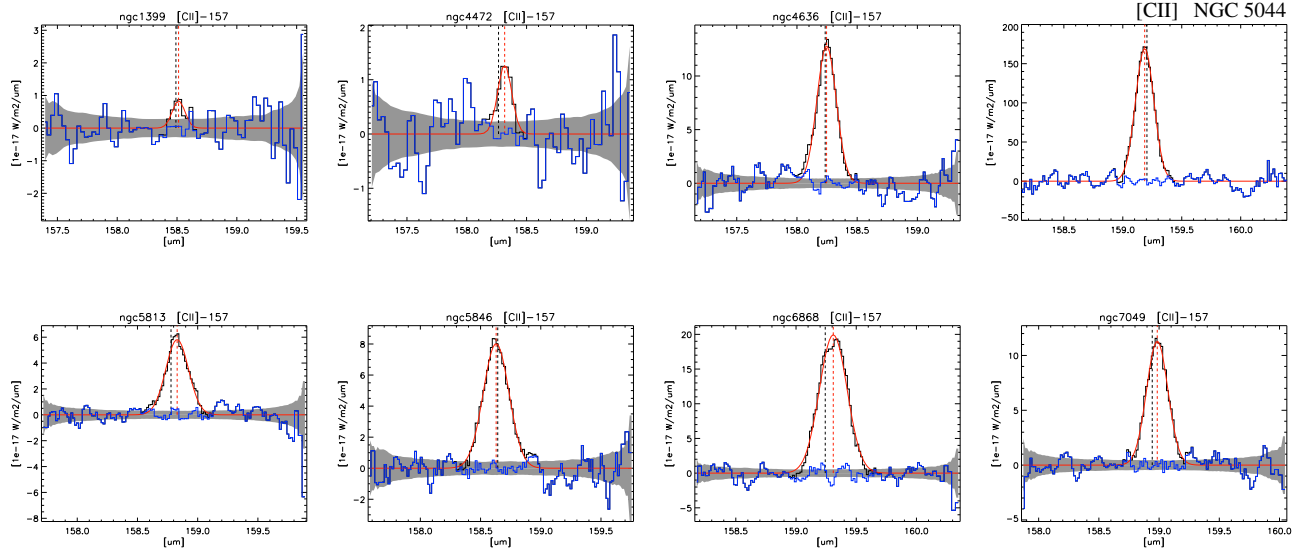 [CII] NGC 5044
ngc1399 [CII]-157
ngc4472 [CII]-157
ngc4636 [CII]-157
[1e-17 W/m2/um]
3
2
1
0
-1
-2
157.5 158.0 158.5 159.0 159.5
[um]
[1e-17 W/m2/um]
2
1
0
-1
157.5 158.0 158.5 159.0
[um]
[1e-17 W/m2/um]
10
5
0
157.5 158.0 158.5 159.0
[um]
[1e-17 W/m2/um]
200
150
100
50
0
-50
158.5 159.0 159.5 160.0
[um]
ngc5813 [CII]-157
[1e-17 W/m2/um]
6
4
2
0
-2
-4
-6
-8
158.0 158.5 159.0 159.5
[um]
ngc5846 [CII]-157
[1e-17 W/m2/um]
8
6
4
2
0
-2
158.0 158.5 159.0 159.5
[um]
ngc6868 [CII]-157
[1e-17 W/m2/um]
20
15
10
5
0
-5
158.5 159.0 159.5 160.0
[um]
ngc7049 [CII]-157
[1e-17 W/m2/um]
10
5
0
-5
158.0 158.5 159.0 159.5 160.0
[um]